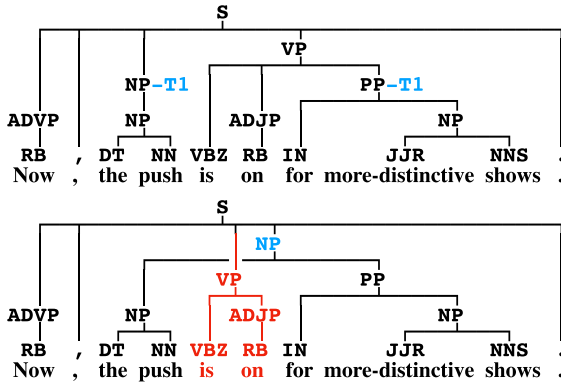 S
VP
NP-T1 PP-T1
ADVP NP ADJP NP
RB , DT NN VBZ RB IN JJR NNS .
Now , the push is on for more-distinctive shows .
S
NP
VP PP
ADVP NP ADJP NP
RB , DT NN VBZ RB IN JJR NNS .
Now , the push is on for more-distinctive shows .